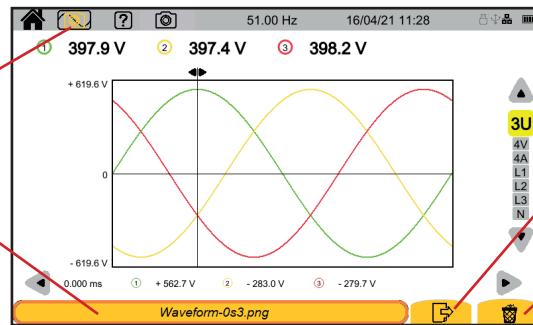 ? 51.00 Hz 16/04/21 11:28
1 397.9 V 2 397.4 V 3 398.2 V
+ 619.6 V
3U
4V
4A
L1
L2
L3
N
0
- 619.6 V
0.000 ms 1 + 562.7 V 2 - 283.0 V 3 - 279.7 V
Waveform-0s3.png